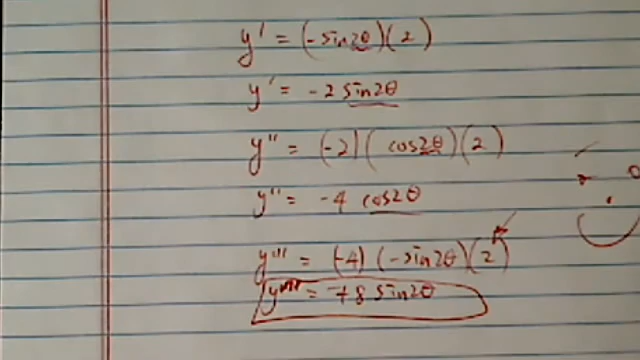 y' = (-sin2θ)(2)
y' = -2 sin2θ
y'' = (-2)(cos2θ)(2)
y'' = -4 cos2θ
y''' = (-4)(-sin2θ)(2)
y''' = +8 sin2θ